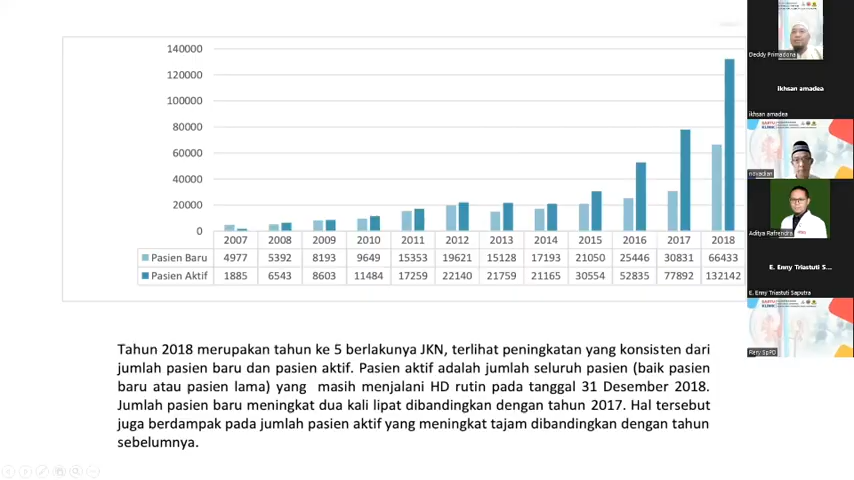 140000
120000
100000
80000
60000
40000
20000
0
2007 2008 2009 2010 2011 2012 2013 2014 2015 2016 2017 2018
Pasien Baru 4977 5392 8193 9649 15353 19621 15128 17193 21050 25446 30831 66433
Pasien Aktif 1885 6543 8603 11484 17259 22140 21759 21165 30554 52835 77892 132142
Tahun 2018 merupakan tahun ke 5 berlakunya JKN, terlihat peningkatan yang konsisten dari
jumlah pasien baru dan pasien aktif. Pasien aktif adalah jumlah seluruh pasien (baik pasien
baru atau pasien lama) yang masih menjalani HD rutin pada tanggal 31 Desember 2018.
Jumlah pasien baru meningkat dua kali lipat dibandingkan dengan tahun 2017. Hal tersebut
juga berdampak pada jumlah pasien aktif yang meningkat tajam dibandingkan dengan tahun
sebelumnya.
Deddy Primadona
ikhsan amadea
ikhsan amadea
novadian
Aditya Rafrendra
E. Enny Triastuti S...
E. Enny Triastuti Saputra
Fery SpPD